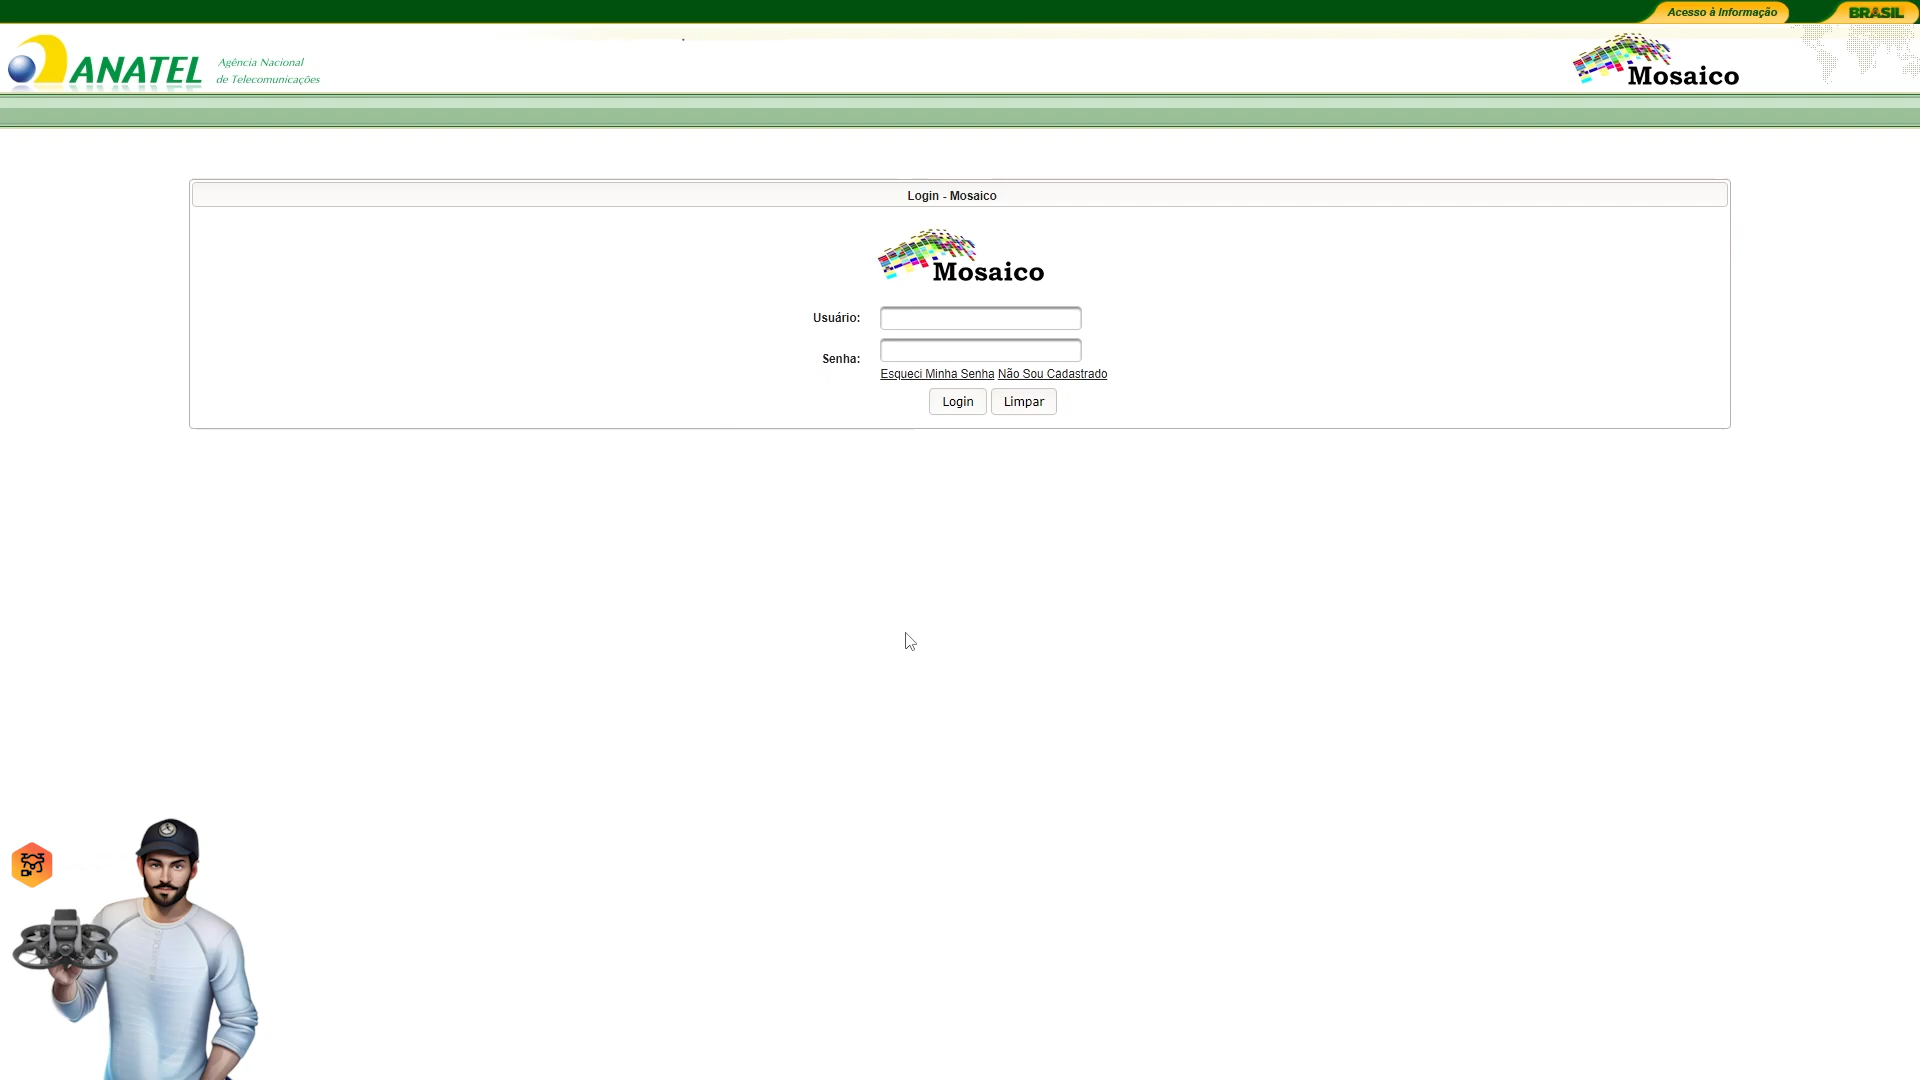 Acesso à Informação
BRASIL
ANATEL
Agência Nacional
de Telecomunicações
Mosaico
Login - Mosaico
Mosaico
Usuário:
Senha:
Esqueci Minha Senha Não Sou Cadastrado
Login Limpar